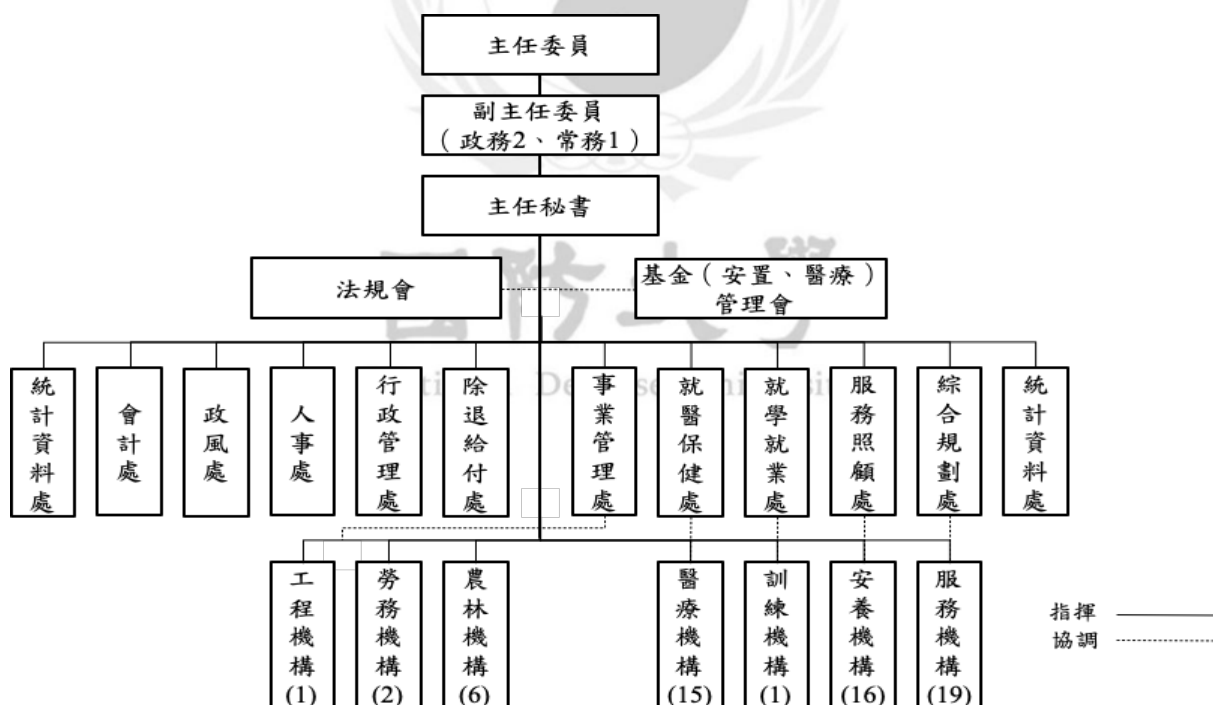 主任委員
副主任委員
(政務2、常務1)
主任秘書
國防大學
法規會
基金(安置、醫療)
管理會
統計資料處
會計處
政風處
人事處
行政管理處
除退給付處
事業管理處
就醫保健處
就學就業處
服務照顧處
綜合規劃處
統計資料處
工程機構
(1)
勞務機構
(2)
農林機構
(6)
醫療機構
(15)
訓練機構
(1)
安養機構
(16)
服務機構
(19)
指揮
協調